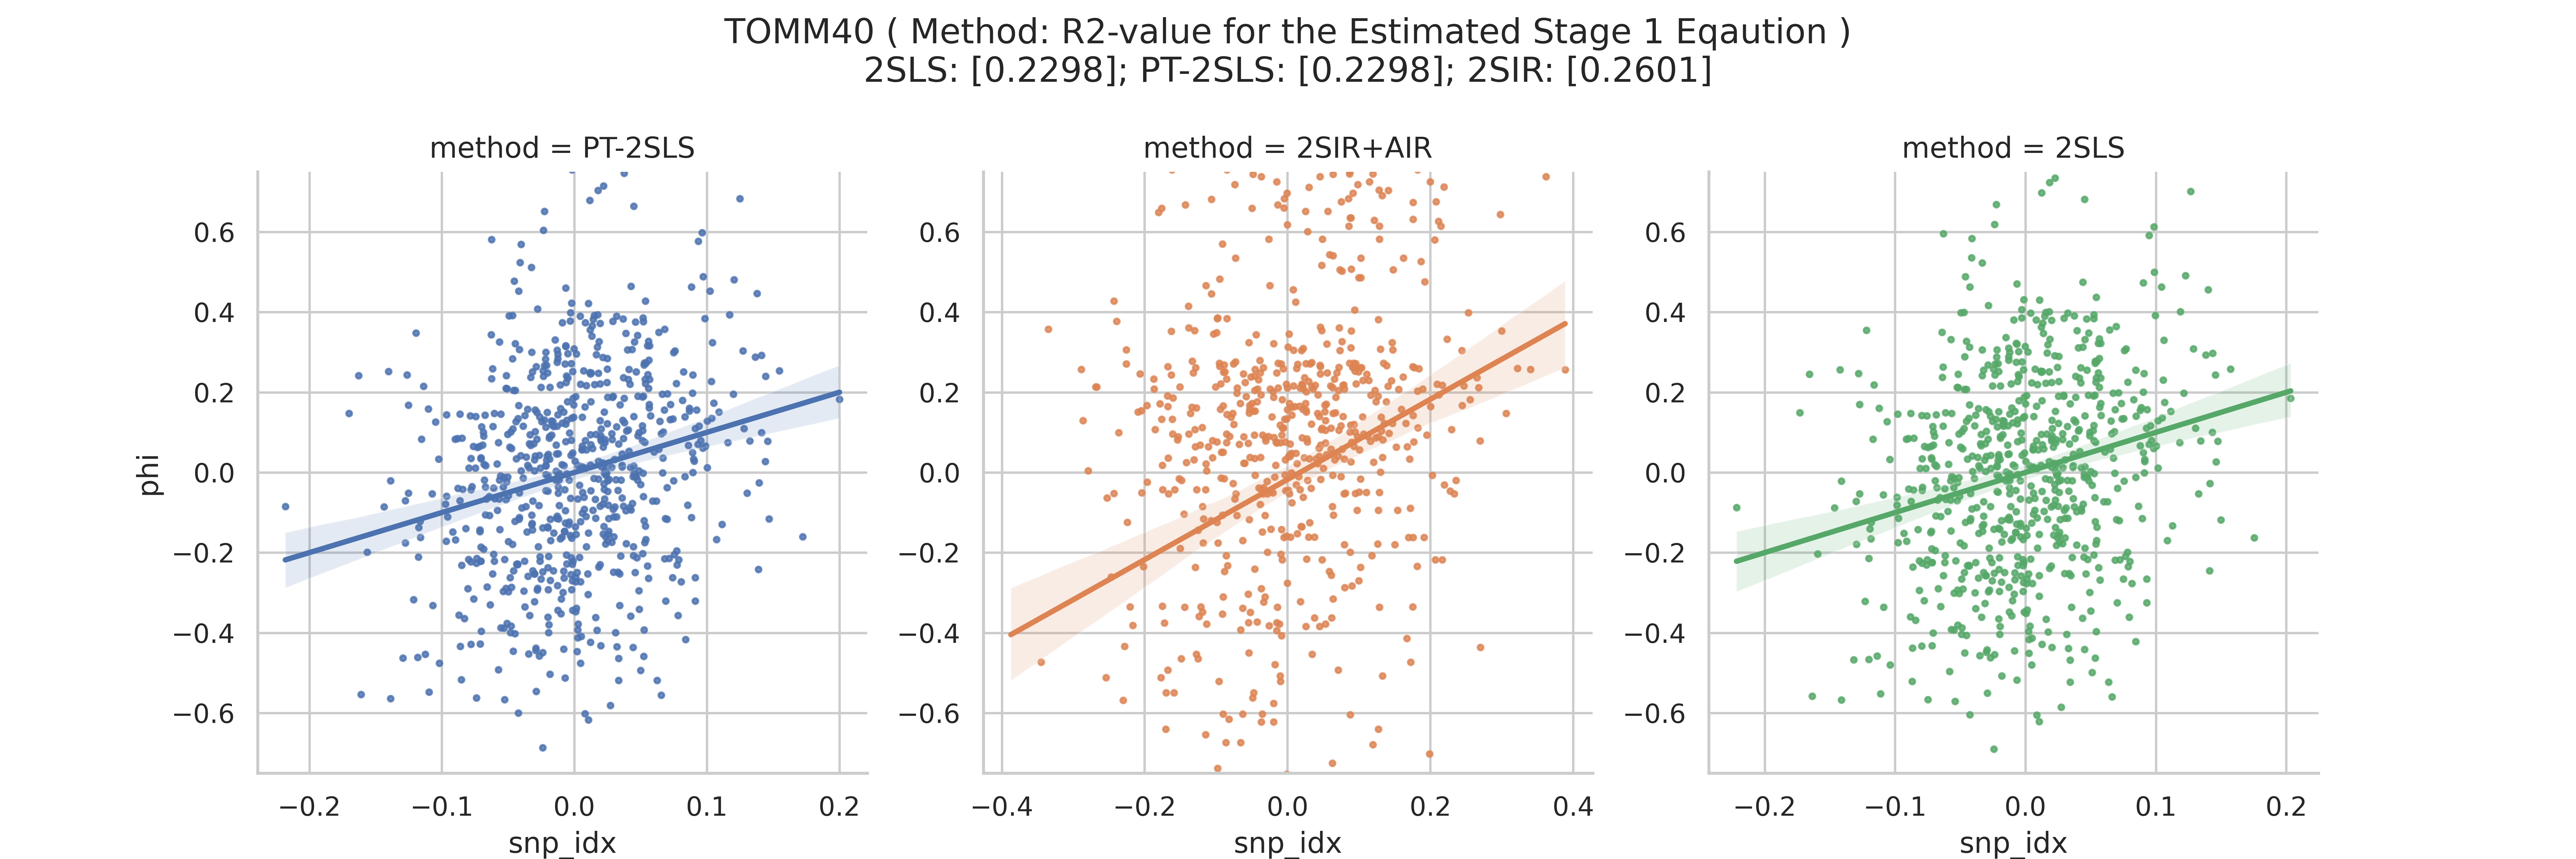 TOMM40 ( Method: R2-value for the Estimated Stage 1 Eqaution )
2SLS: [0.2298]; PT-2SLS: [0.2298]; 2SIR: [0.2601]
method = PT-2SLS
method = 2SIR+AIR
method = 2SLS
phi
0.6
0.4
0.2
0.0
−0.2
−0.4
−0.6
−0.2 −0.1 0.0 0.1 0.2
snp_idx
0.6
0.4
0.2
0.0
−0.2
−0.4
−0.6
−0.4 −0.2 0.0 0.2 0.4
snp_idx
0.6
0.4
0.2
0.0
−0.2
−0.4
−0.6
−0.2 −0.1 0.0 0.1 0.2
snp_idx